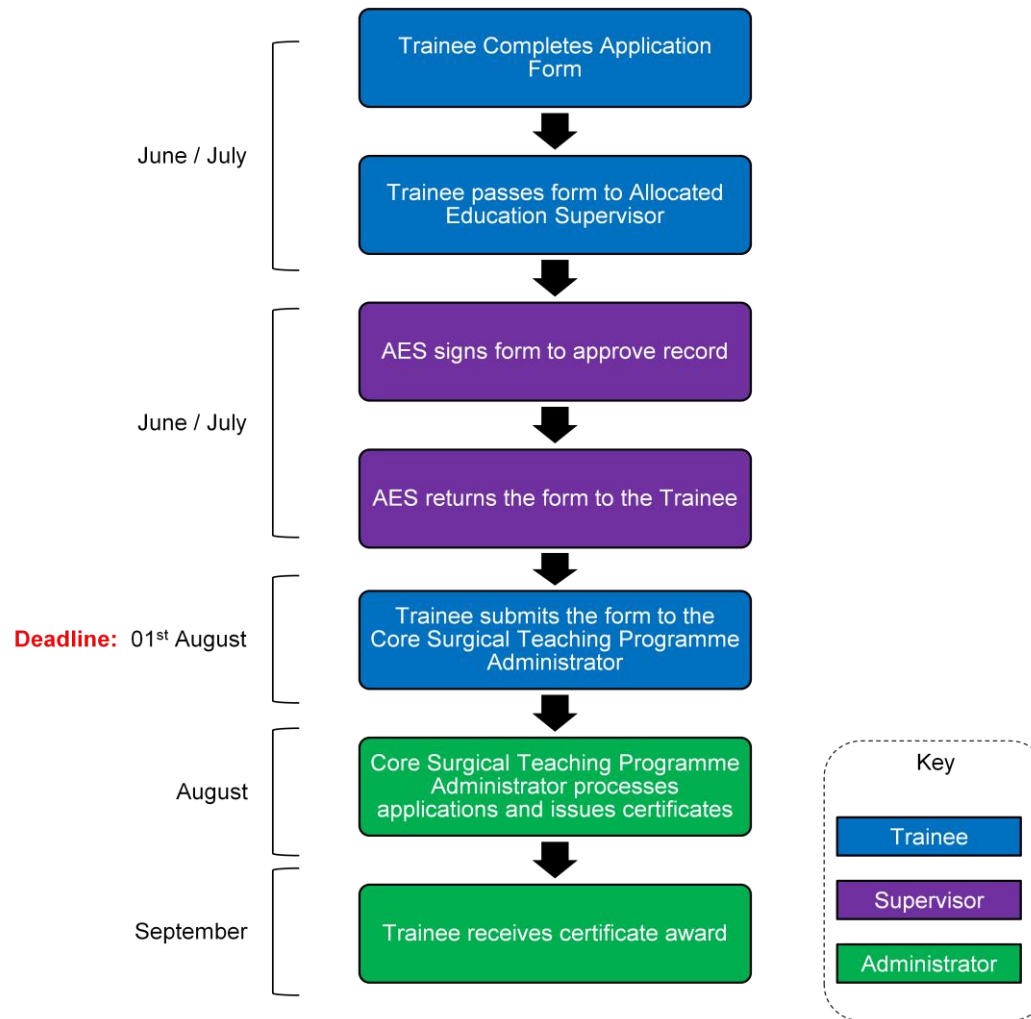 Trainee Completes Application
Form
June / July
Trainee passes form to Allocated
Education Supervisor
AES signs form to approve record
June / July
AES returns the form to the Trainee
Deadline: 01st August
Trainee submits the form to the
Core Surgical Teaching Programme
Administrator
August
Core Surgical Teaching Programme
Administrator processes
applications and issues certificates
September
Trainee receives certificate award
Key
Trainee
Supervisor
Administrator